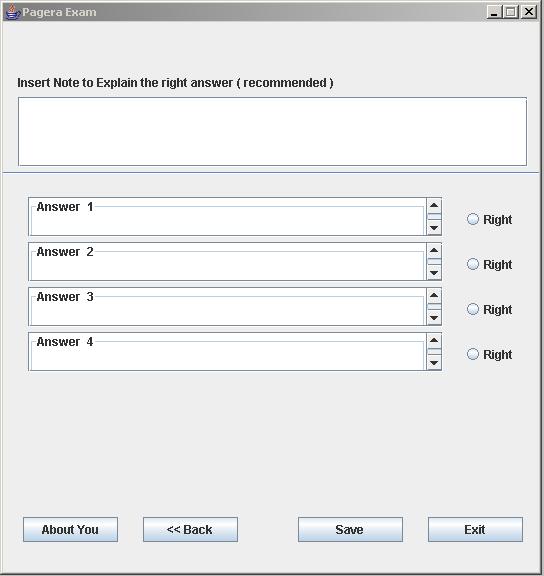 Pagera Exam
Insert Note to Explain the right answer ( recommended )
Answer 1
Right
Answer 2
Right
Answer 3
Right
Answer 4
Right
About You
<< Back
Save
Exit